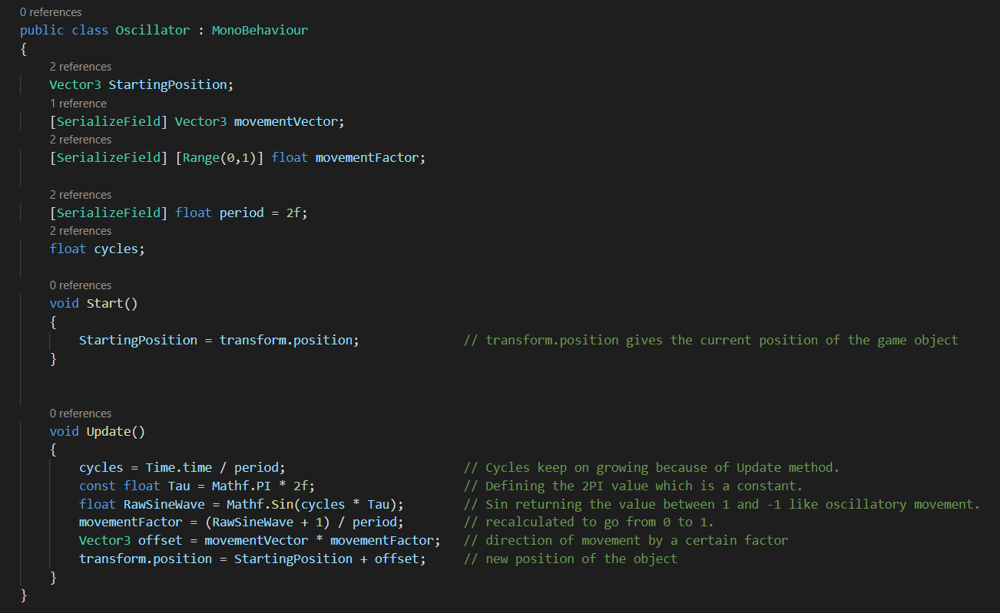 0 references
public class Oscillator : MonoBehaviour
{
2 references
Vector3 StartingPosition;
1 reference
[SerializeField] Vector3 movementVector;
2 references
[SerializeField] [Range(0,1)] float movementFactor;
2 references
[SerializeField] float period = 2f;
2 references
float cycles;
0 references
void Start()
{
StartingPosition = transform.position; // transform.position gives the current position of the game object
}
0 references
void Update()
{
cycles = Time.time / period; // Cycles keep on growing because of Update method.
const float Tau = Mathf.PI * 2f; // Defining the 2PI value which is a constant.
float RawSineWave = Mathf.Sin(cycles * Tau); // Sin returning the value between 1 and -1 like oscillatory movement.
movementFactor = (RawSineWave + 1) / period; // recalculated to go from 0 to 1.
Vector3 offset = movementVector * movementFactor; // direction of movement by a certain factor
transform.position = StartingPosition + offset; // new position of the object
}
}